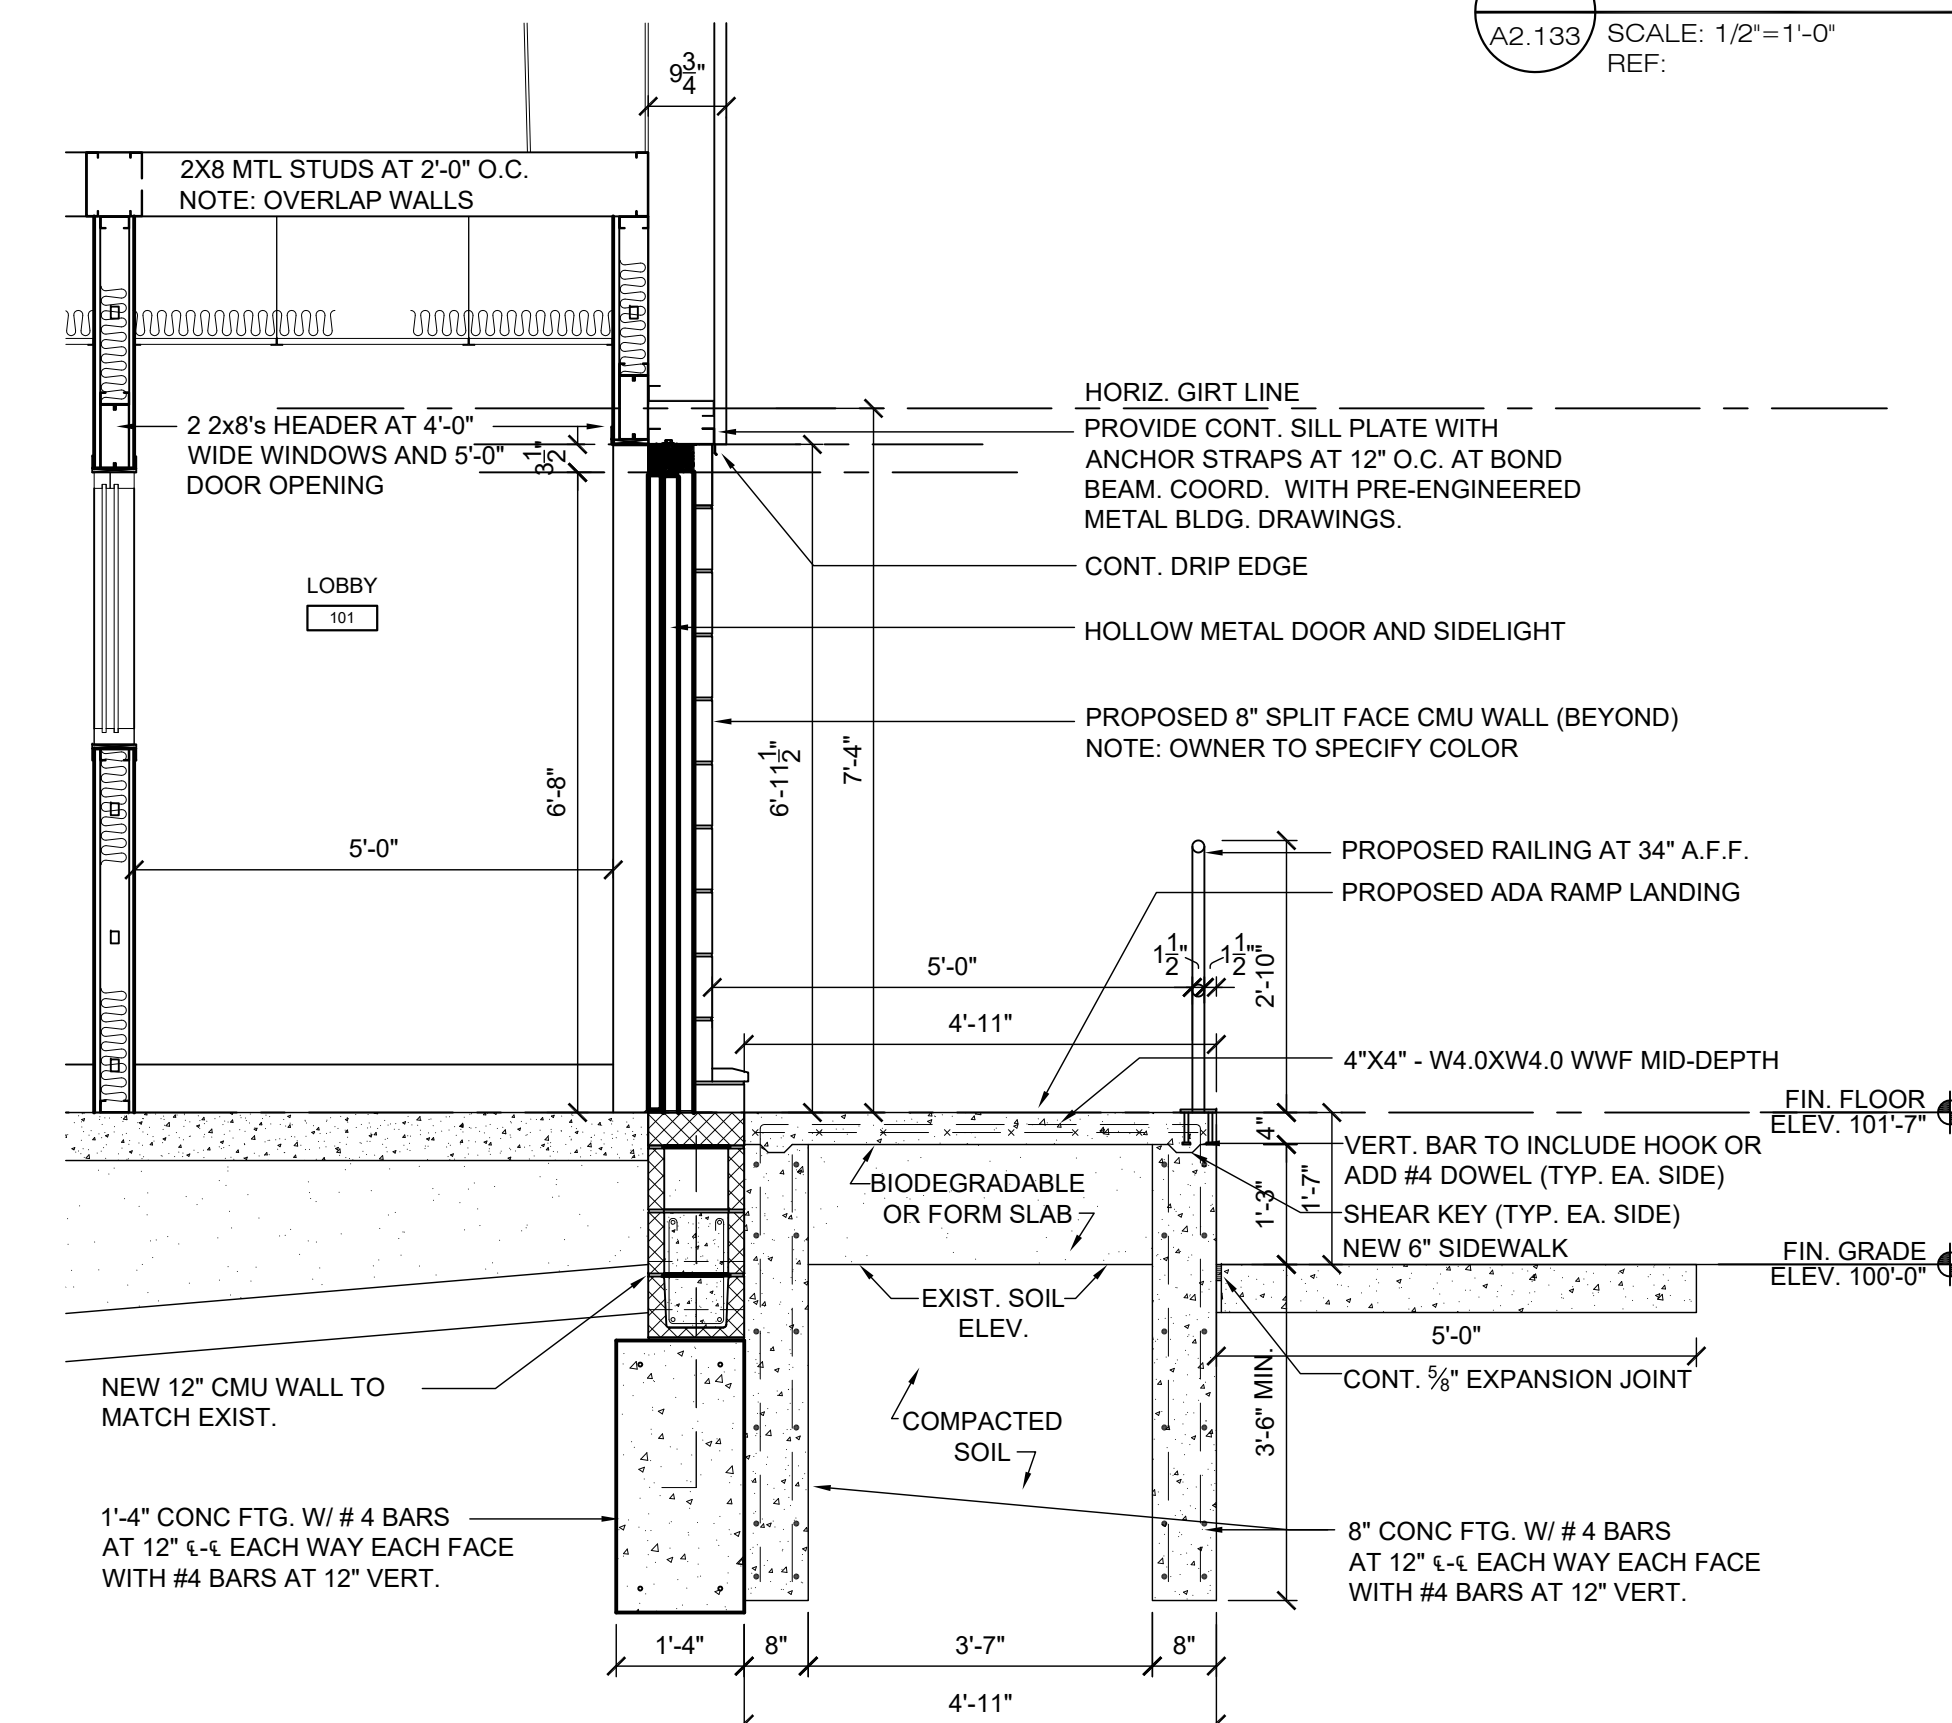 A2.133
SCALE: 1/2"=1'-0"
REF:
9 3/4"
2X8 MTL STUDS AT 2'-0" O.C.
NOTE: OVERLAP WALLS
HORIZ. GIRT LINE
2 2x8's HEADER AT 4'-0"
WIDE WINDOWS AND 5'-0"
DOOR OPENING
3 1/2"
PROVIDE CONT. SILL PLATE WITH
ANCHOR STRAPS AT 12" O.C. AT BOND
BEAM. COORD. WITH PRE-ENGINEERED
METAL BLDG. DRAWINGS.
CONT. DRIP EDGE
LOBBY
101
HOLLOW METAL DOOR AND SIDELIGHT
PROPOSED 8" SPLIT FACE CMU WALL (BEYOND)
NOTE: OWNER TO SPECIFY COLOR
6'-8"
6'-11 1/2"
7'-4"
5'-0"
PROPOSED RAILING AT 34" A.F.F.
PROPOSED ADA RAMP LANDING
5'-0"
1 1/2"
1 1/2"
2'-10"
4'-11"
4"X4" - W4.0XW4.0 WWF MID-DEPTH
FIN. FLOOR
ELEV. 101'-7"
4"
VERT. BAR TO INCLUDE HOOK OR
ADD #4 DOWEL (TYP. EA. SIDE)
1'-3"
1'-7"
SHEAR KEY (TYP. EA. SIDE)
BIODEGRADABLE
OR FORM SLAB
NEW 6" SIDEWALK
FIN. GRADE
ELEV. 100'-0"
EXIST. SOIL
ELEV.
5'-0"
CONT. 5/8" EXPANSION JOINT
3'-6" MIN.
NEW 12" CMU WALL TO
MATCH EXIST.
COMPACTED
SOIL
1'-4" CONC FTG. W/ # 4 BARS
AT 12" ℄-℄ EACH WAY EACH FACE
WITH #4 BARS AT 12" VERT.
8" CONC FTG. W/ # 4 BARS
AT 12" ℄-℄ EACH WAY EACH FACE
WITH #4 BARS AT 12" VERT.
1'-4"
8"
3'-7"
8"
4'-11"